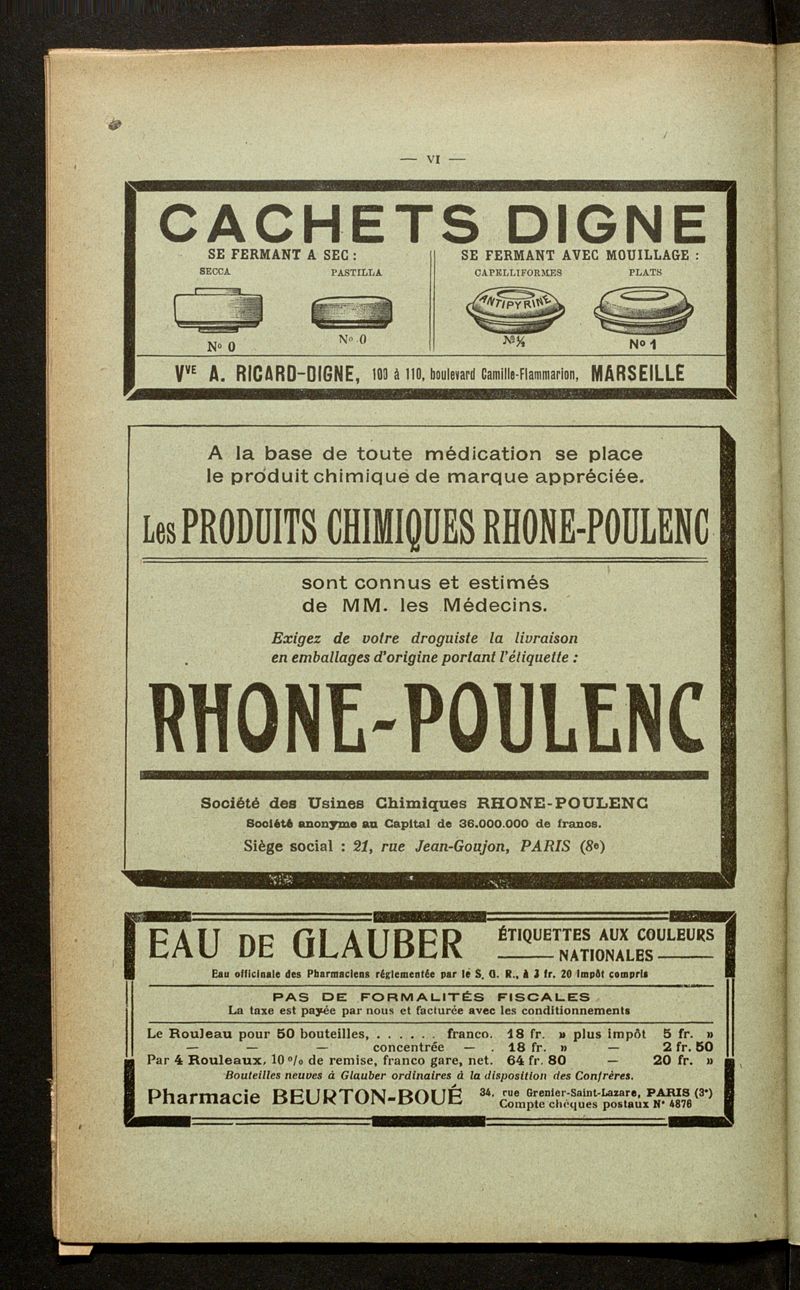 — VI —
CACHETS DIGNE
SE FERMANT A SEC :
SECCA PASTILLA
Nº 0 Nº 0
SE FERMANT AVEC MOUILLAGE :
CAPELLIFORMES PLATS
ANTIPYRINE
Nº 1
Vve A. RICARD-DIGNE, 103 à 110, boulevard Camille-Flammarion, MARSEILLE
A la base de toute médication se place
le produit chimique de marque appréciée.
Les PRODUITS CHIMIQUES RHONE-POULENC
sont connus et estimés
de MM. les Médecins.
Exigez de votre droguiste la livraison
en emballages d'origine portant l'étiquette :
RHONE-POULENC
Société des Usines Chimiques RHONE-POULENC
Société anonyme au Capital de 36.000.000 de francs.
Siège social : 21, rue Jean-Goujon, PARIS (8e)
EAU DE GLAUBER
ÉTIQUETTES AUX COULEURS
NATIONALES
Eau officinale des Pharmaciens réglementée par le S. G. R., à 3 fr. 20 impôt compris
PAS DE FORMALITÉS FISCALES
La taxe est payée par nous et facturée avec les conditionnements
Le Rouleau pour 50 bouteilles, . . . . . . franco. 18 fr. » plus impôt 5 fr. »
— — — concentrée — . 18 fr. » — 2 fr. 50
Par 4 Rouleaux, 10 % de remise, franco gare, net. 64 fr. 80 — 20 fr. »
Bouteilles neuves à Glauber ordinaires à la disposition des Confrères.
Pharmacie BEURTON-BOUÉ
34, rue Grenier-Saint-Lazare, PARIS (3e)
Compte chèques postaux Nº 4876